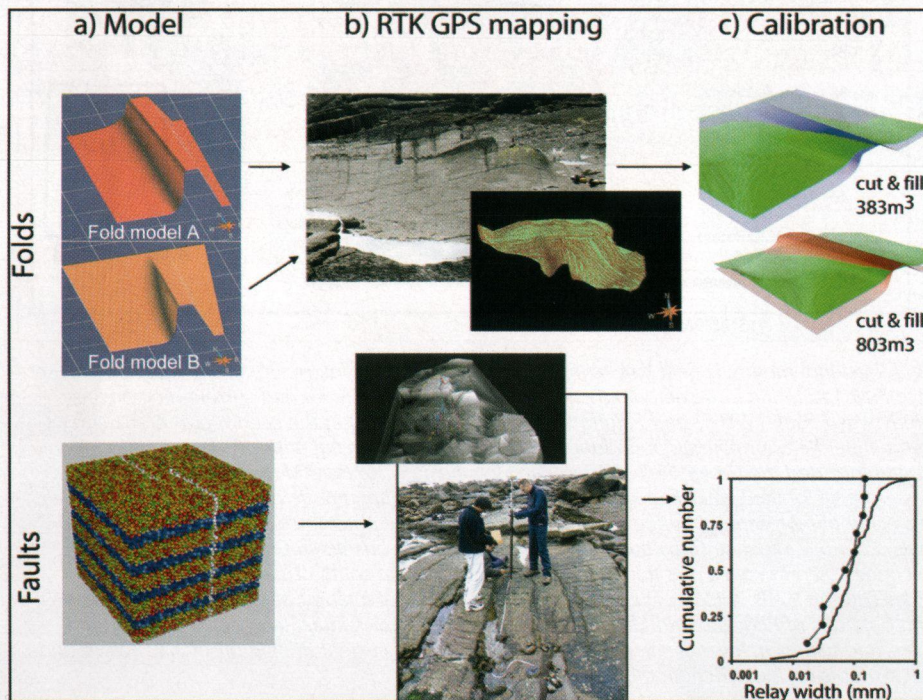 a) Model
b) RTK GPS mapping
c) Calibration
Folds
Fold model A
Fold model B
cut & fill
383m³
cut & fill
803m3
Faults
Cumulative number
1
0.75
0.5
0.25
0.001
0.01
0.1
1
Relay width (mm)